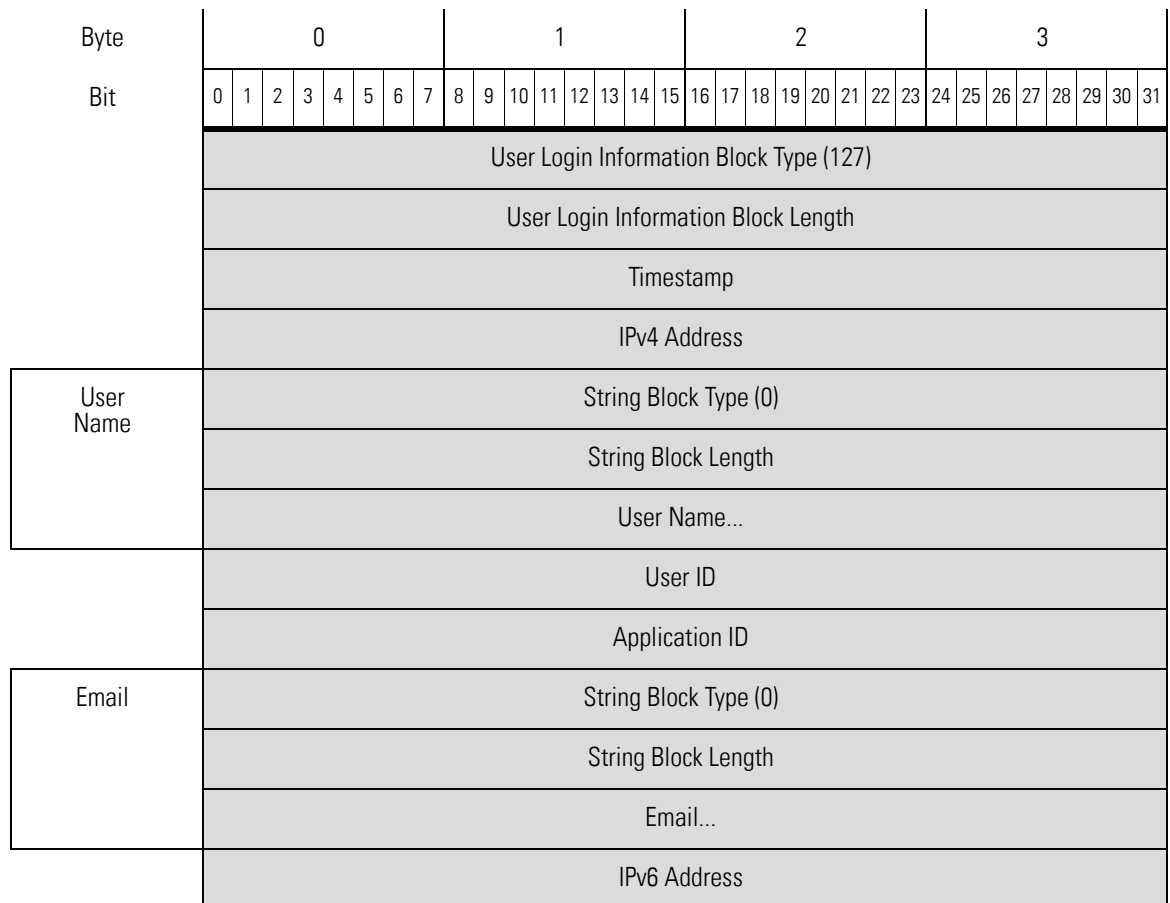 Byte 0 1 2 3
Bit 0 1 2 3 4 5 6 7 8 9 10 11 12 13 14 15 16 17 18 19 20 21 22 23 24 25 26 27 28 29 30 31
User Login Information Block Type (127)
User Login Information Block Length
Timestamp
IPv4 Address
User
Name
String Block Type (0)
String Block Length
User Name...
User ID
Application ID
Email
String Block Type (0)
String Block Length
Email...
IPv6 Address